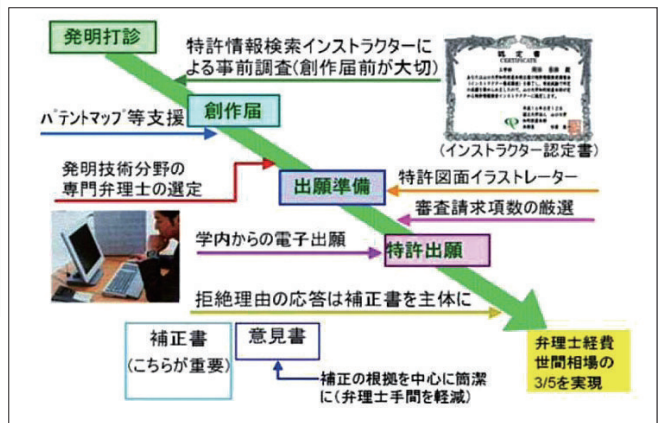 発明打診
特許情報検索インストラクターに
よる事前調査(創作届前が大切)
認定書
CERTIFICATE
(インストラクター認定書)
創作届
パテントマップ等支援
発明技術分野の
専門弁理士の選定
出願準備
特許図面イラストレーター
審査請求項数の厳選
学内からの電子出願
特許出願
拒絶理由の応答は補正書を主体に
補正書
(こちらが重要)
意見書
補正の根拠を中心に簡潔
に(弁理士手間を軽減)
弁理士経費
世間相場の
3/5を実現